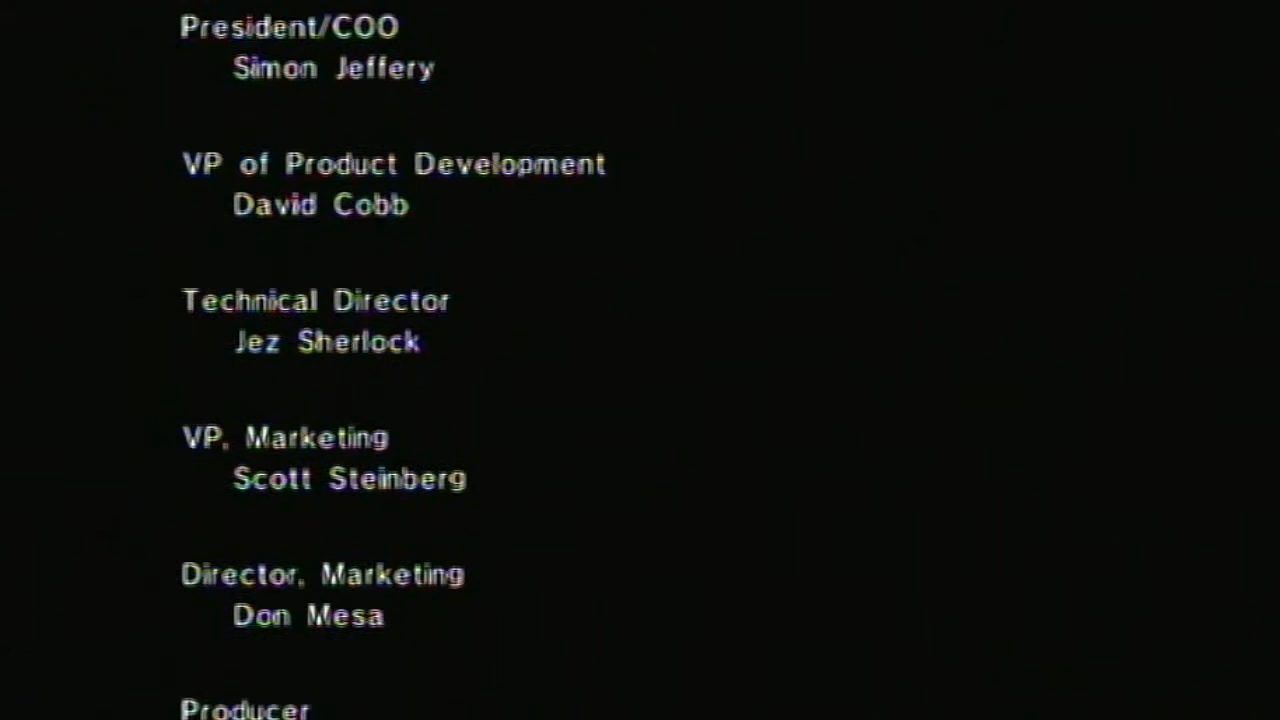 President/COO
Simon Jeffery
VP of Product Development
David Cobb
Technical Director
Jez Sherlock
VP, Marketing
Scott Steinberg
Director, Marketing
Don Mesa
Producer